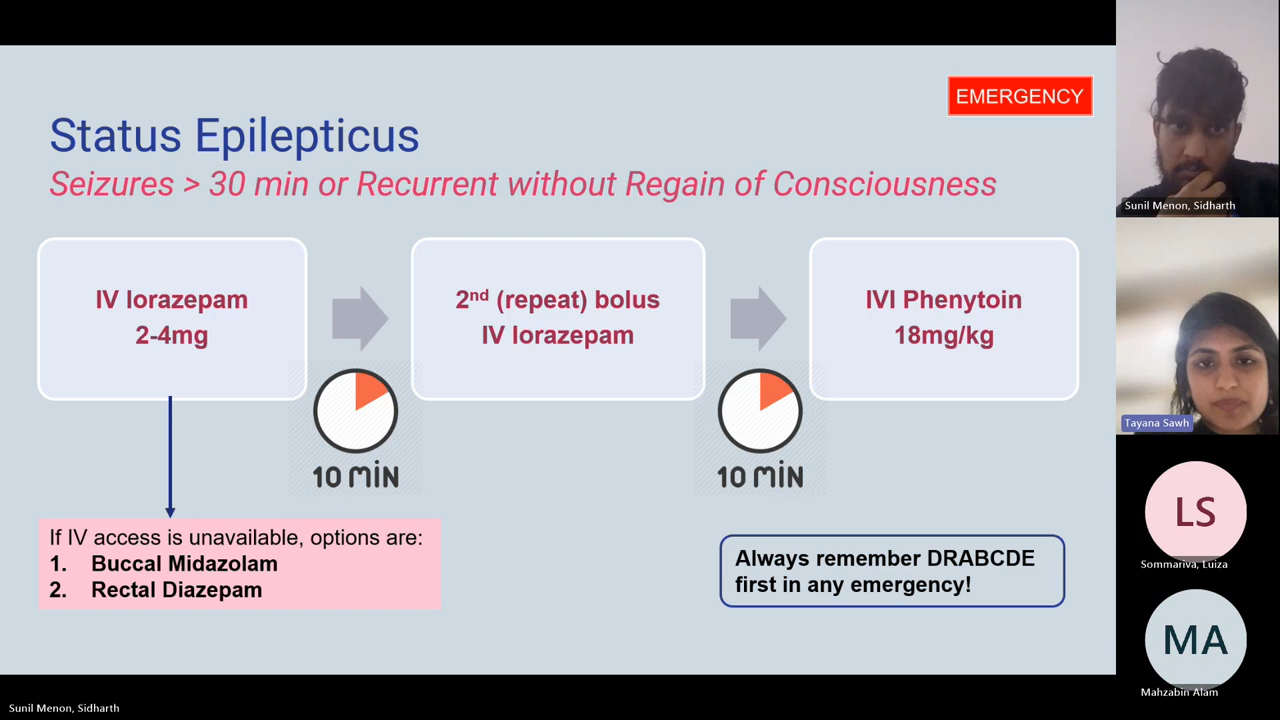 EMERGENCY
Status Epilepticus
Seizures > 30 min or Recurrent without Regain of Consciousness
IV lorazepam
2-4mg
2nd (repeat) bolus
IV lorazepam
IVI Phenytoin
18mg/kg
10 MIN
10 MIN
If IV access is unavailable, options are:
1. Buccal Midazolam
2. Rectal Diazepam
Always remember DRABCDE
first in any emergency!
Sunil Menon, Sidharth
Tayana Sawh
LS
Sommariva, Luiza
MA
Mahzabin Alam
Sunil Menon, Sidharth